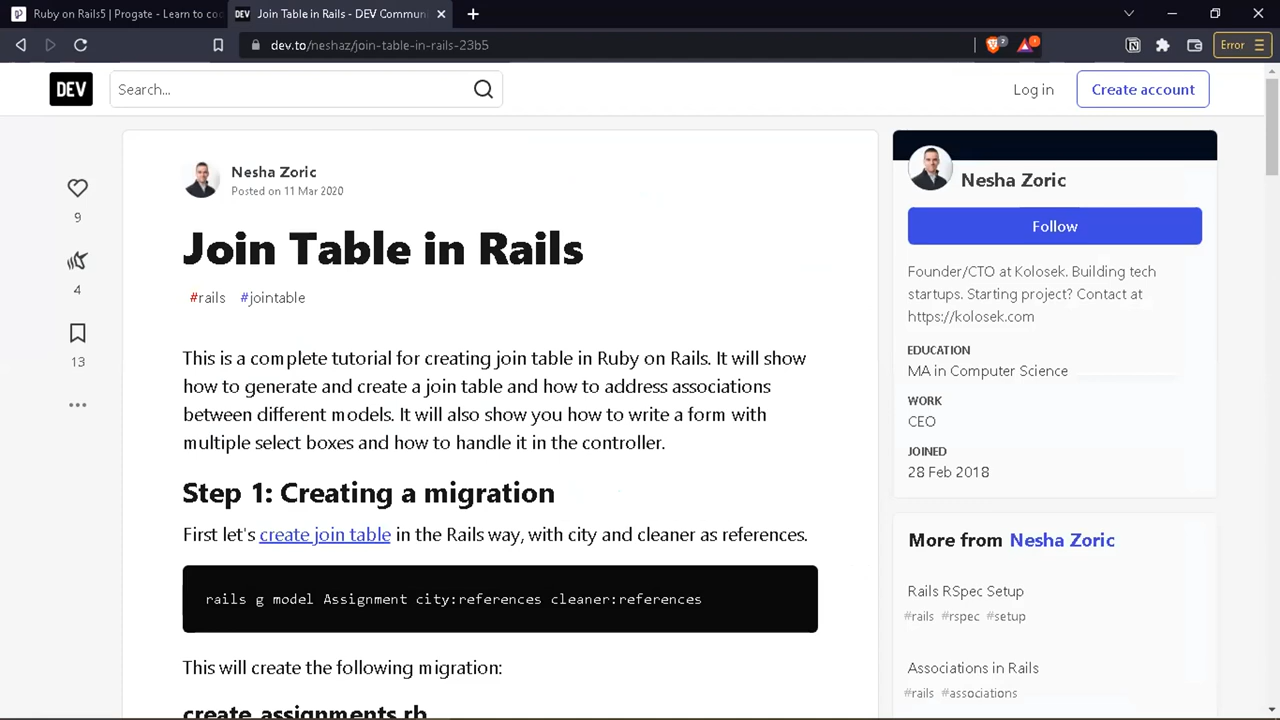 Ruby on Rails5 | Progate - Learn to co
DEV
Join Table in Rails - DEV Commun
dev.to/neshaz/join-table-in-rails-23b5
2
1
Error
DEV
Search...
Log in
Create account
9
4
13
Nesha Zoric
Posted on 11 Mar 2020
Join Table in Rails
#rails #jointable
This is a complete tutorial for creating join table in Ruby on Rails. It will show
how to generate and create a join table and how to address associations
between different models. It will also show you how to write a form with
multiple select boxes and how to handle it in the controller.
Step 1: Creating a migration
First let's create join table in the Rails way, with city and cleaner as references.
rails g model Assignment city:references cleaner:references
This will create the following migration:
create_assignments.rb
Nesha Zoric
Follow
Founder/CTO at Kolosek. Building tech
startups. Starting project? Contact at
https://kolosek.com
EDUCATION
MA in Computer Science
WORK
CEO
JOINED
28 Feb 2018
More from Nesha Zoric
Rails RSpec Setup
#rails #rspec #setup
Associations in Rails
#rails #associations